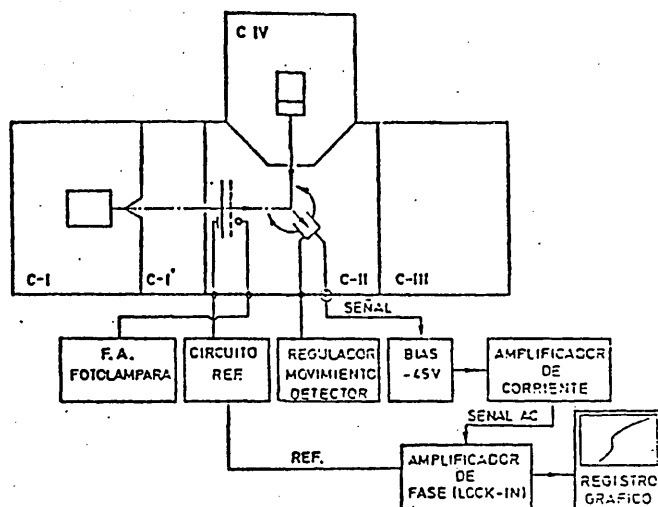 C IV
C-I
C-I'
C-II
C-III
SEÑAL
F.A.
FOTOLAMPARA
CIRCUITO
REF.
REGULADOR
MOVIMIENTO
DETECTOR
BIAS
-45V
AMPLIFICADOR
DE
CORRIENTE
SENAL AC
REF.
AMPLIFICADOR
DE
FASE (LOCK-IN)
REGISTRO
GRAFICO